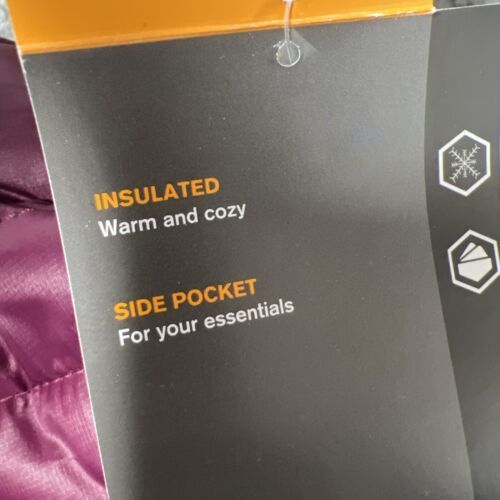 INSULATED
Warm and cozy
SIDE POCKET
For your essentials